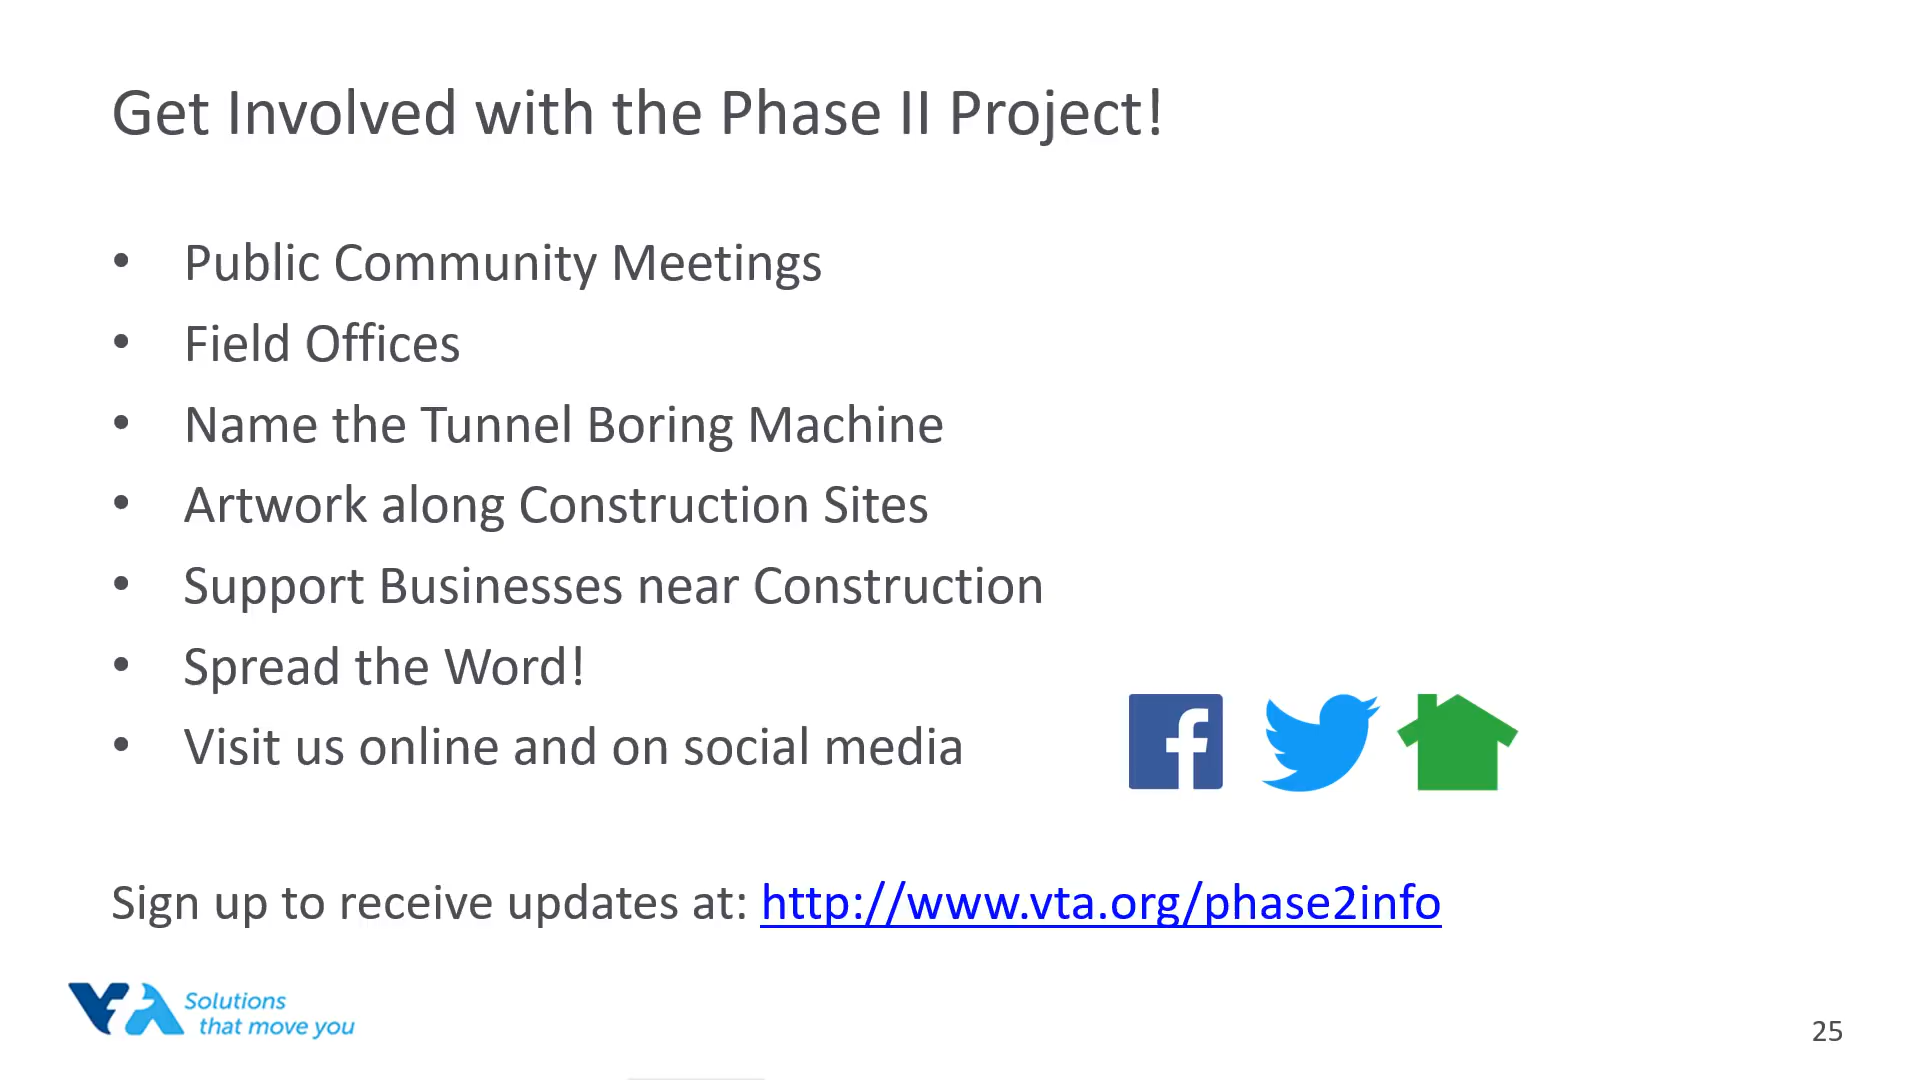 Get Involved with the Phase II Project!
• Public Community Meetings
• Field Offices
• Name the Tunnel Boring Machine
• Artwork along Construction Sites
• Support Businesses near Construction
• Spread the Word!
• Visit us online and on social media
Sign up to receive updates at: http://www.vta.org/phase2info
VTA Solutions
that move you
25